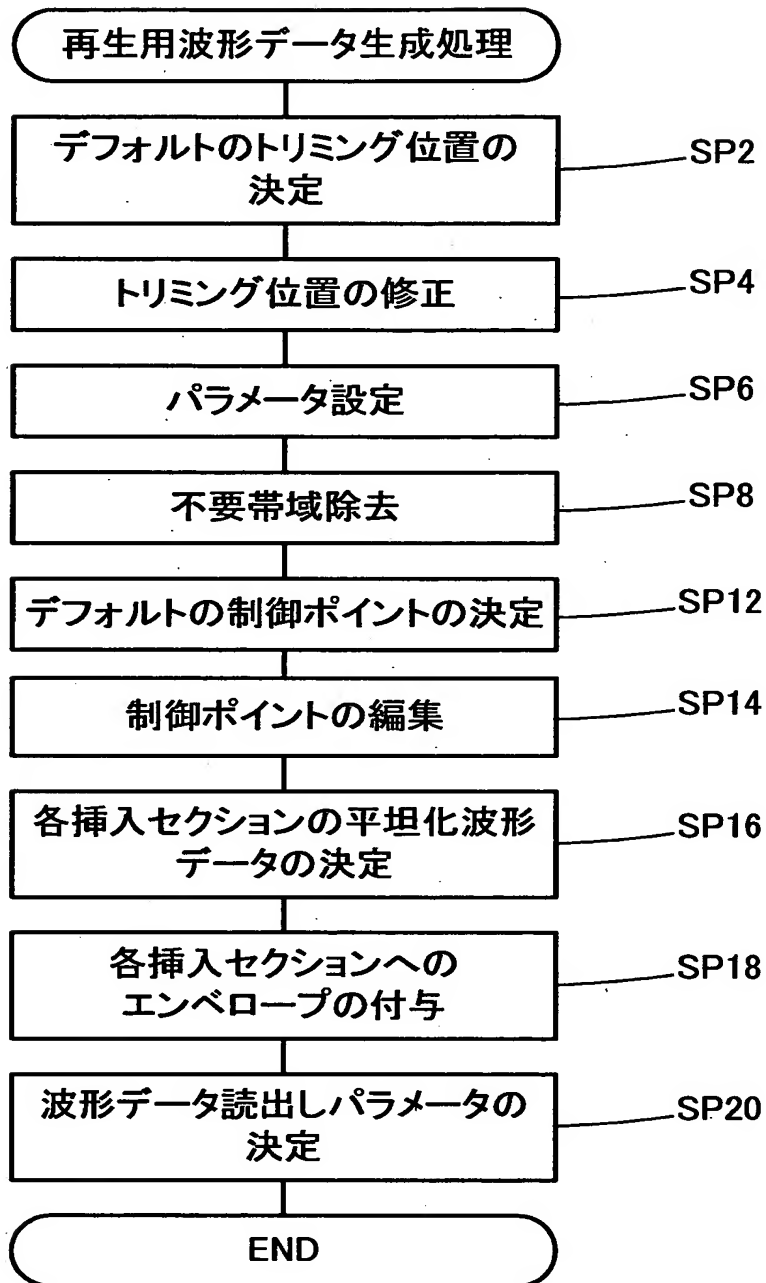 再生用波形データ生成処理
デフォルトのトリミング位置の
決定
SP2
トリミング位置の修正
SP4
パラメータ設定
SP6
不要帯域除去
SP8
デフォルトの制御ポイントの決定
SP12
制御ポイントの編集
SP14
各挿入セクションの平坦化波形
データの決定
SP16
各挿入セクションへの
エンベロープの付与
SP18
波形データ読出しパラメータの
決定
SP20
END